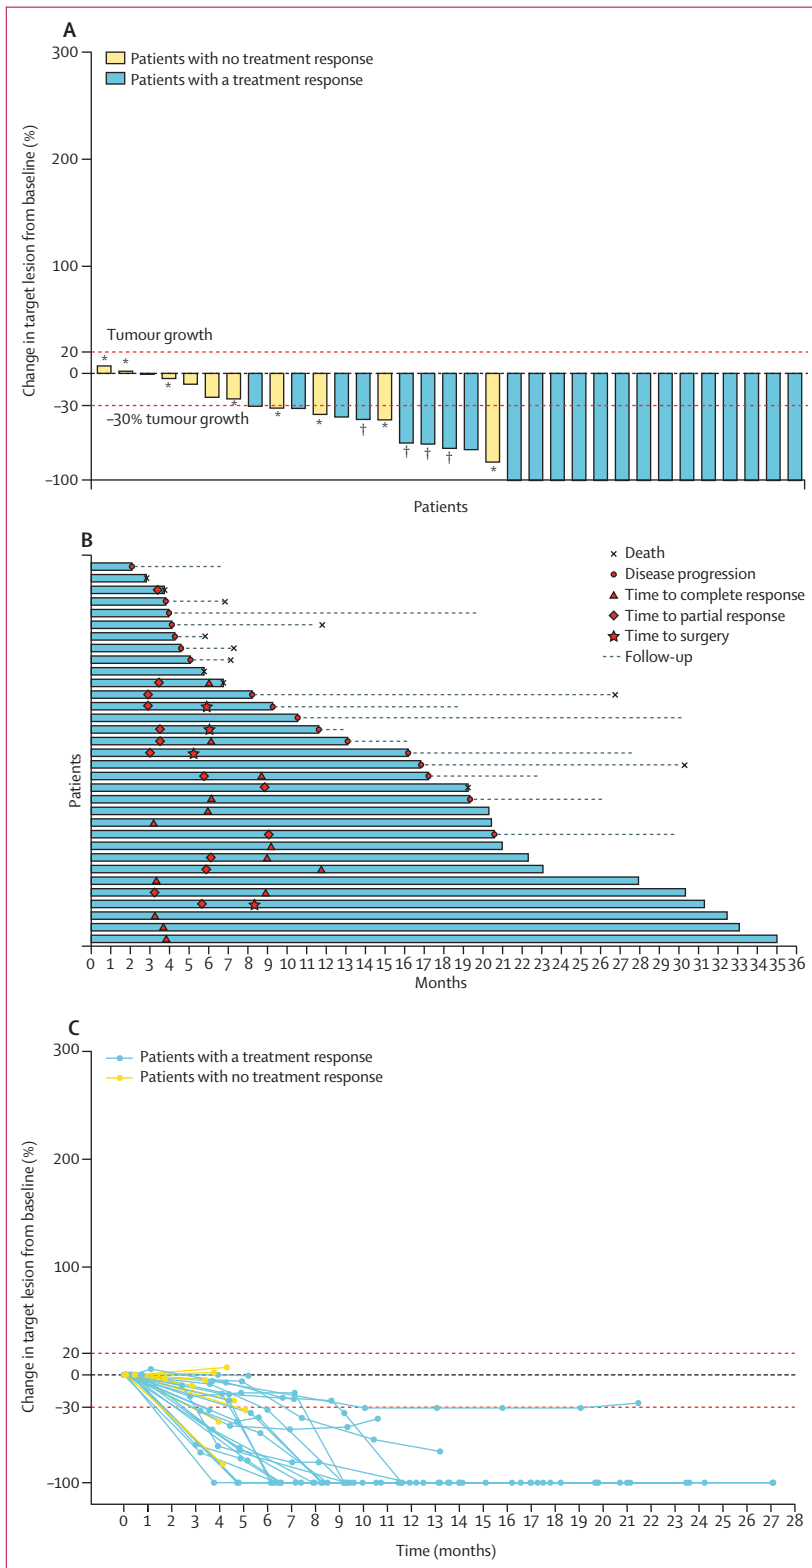 A
300
Patients with no treatment response
Patients with a treatment response
200
100
Tumour growth
20
0
–30
–30% tumour growth
–100
* * * * * * † * † † † *
Change in target lesion from baseline (%)
Patients
B
Death
Disease progression
Time to complete response
Time to partial response
Time to surgery
Follow-up
Patients
0 1 2 3 4 5 6 7 8 9 10 11 12 13 14 15 16 17 18 19 20 21 22 23 24 25 26 27 28 29 30 31 32 33 34 35 36
Months
C
300
Patients with a treatment response
Patients with no treatment response
200
100
20
0
–30
–100
Change in target lesion from baseline (%)
0 1 2 3 4 5 6 7 8 9 10 11 12 13 14 15 16 17 18 19 20 21 22 23 24 25 26 27 28
Time (months)